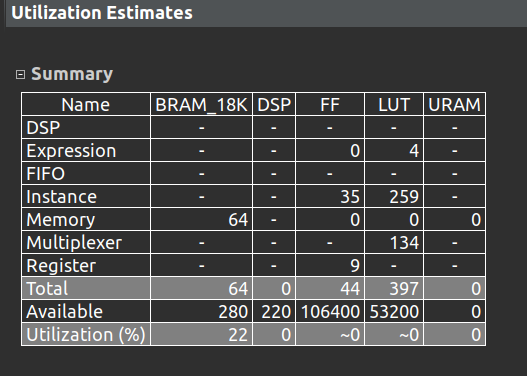 Utilization Estimates
Summary
Name BRAM_18K DSP FF LUT URAM
DSP - - - - -
Expression - - 0 4 -
FIFO - - - - -
Instance - - 35 259 -
Memory 64 - 0 0 0
Multiplexer - - - 134 -
Register - - 9 - -
Total 64 0 44 397 0
Available 280 220 106400 53200 0
Utilization (%) 22 0 ~0 ~0 0